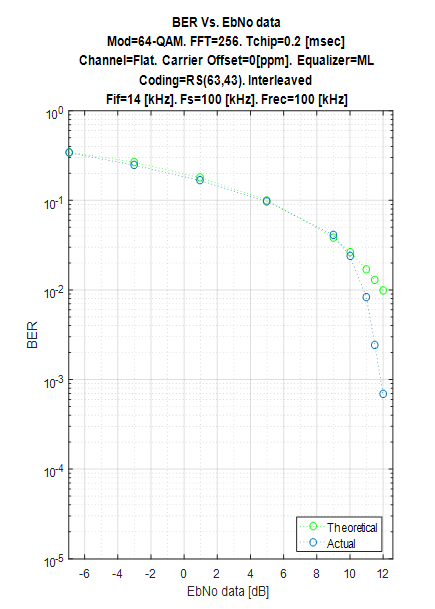 BER Vs. EbNo data
Mod=64-QAM. FFT=256. Tchip=0.2 [msec]
Channel=Flat. Carrier Offset=0[ppm]. Equalizer=ML
Coding=RS(63,43). Interleaved
Fif=14 [kHz]. Fs=100 [kHz]. Frec=100 [kHz]
10^0
10^-1
10^-2
10^-3
10^-4
10^-5
BER
Theoretical
Actual
-6 -4 -2 0 2 4 6 8 10 12
EbNo data [dB]